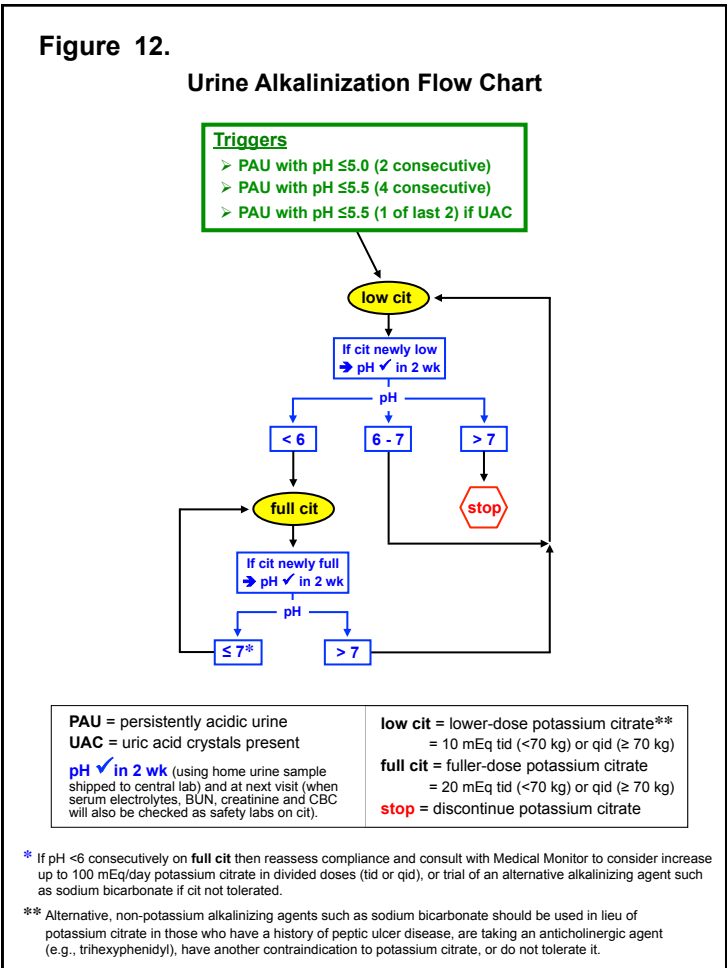 Figure 12.
Urine Alkalinization Flow Chart
Triggers
➢ PAU with pH ≤5.0 (2 consecutive)
➢ PAU with pH ≤5.5 (4 consecutive)
➢ PAU with pH ≤5.5 (1 of last 2) if UAC
low cit
If cit newly low
➔ pH ✓ in 2 wk
pH
< 6
6 - 7
> 7
full cit
stop
If cit newly full
➔ pH ✓ in 2 wk
pH
≤ 7*
> 7
PAU = persistently acidic urine
UAC = uric acid crystals present
pH ✓ in 2 wk (using home urine sample
shipped to central lab) and at next visit (when
serum electrolytes, BUN, creatinine and CBC
will also be checked as safety labs on cit).
low cit = lower-dose potassium citrate**
= 10 mEq tid (<70 kg) or qid (≥ 70 kg)
full cit = fuller-dose potassium citrate
= 20 mEq tid (<70 kg) or qid (≥ 70 kg)
stop = discontinue potassium citrate
* If pH <6 consecutively on full cit then reassess compliance and consult with Medical Monitor to consider increase
up to 100 mEq/day potassium citrate in divided doses (tid or qid), or trial of an alternative alkalinizing agent such
as sodium bicarbonate if cit not tolerated.
** Alternative, non-potassium alkalinizing agents such as sodium bicarbonate should be used in lieu of
potassium citrate in those who have a history of peptic ulcer disease, are taking an anticholinergic agent
(e.g., trihexyphenidyl), have another contraindication to potassium citrate, or do not tolerate it.